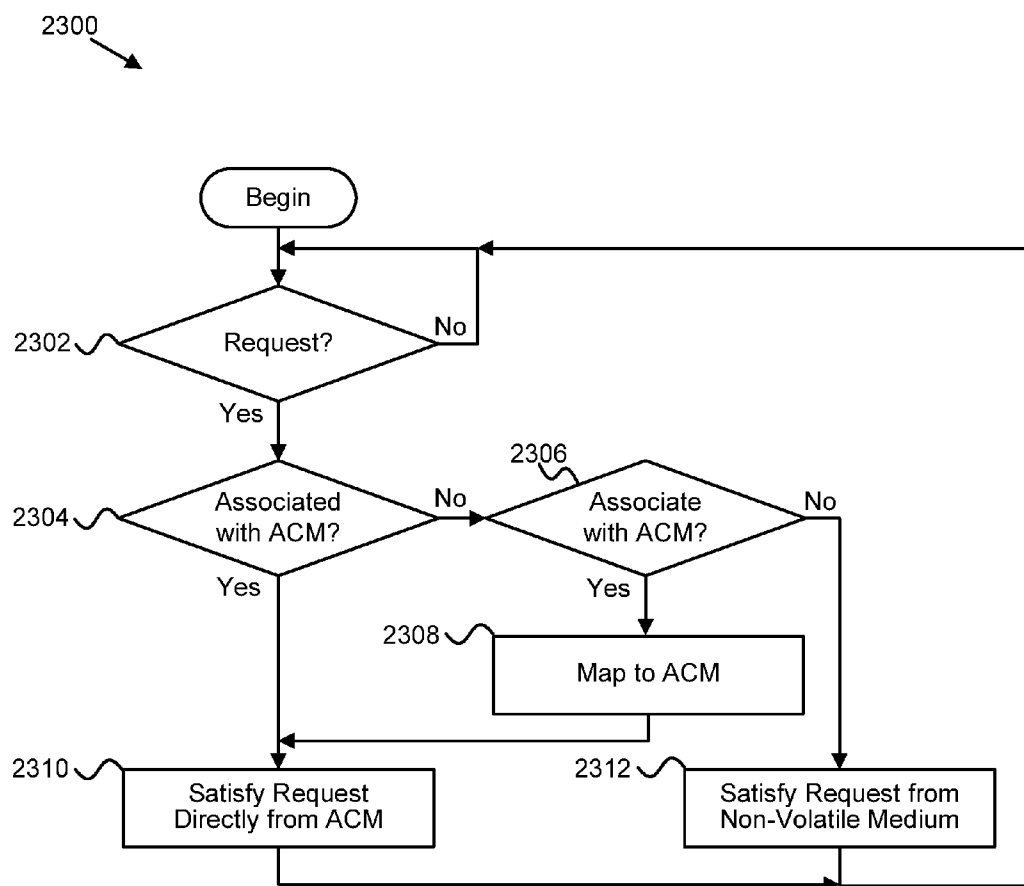 2300
Begin
2302
Request?
No
Yes
2304
Associated
with ACM?
No
2306
Associate
with ACM?
No
Yes
Yes
2308
Map to ACM
2310
Satisfy Request
Directly from ACM
2312
Satisfy Request from
Non-Volatile Medium